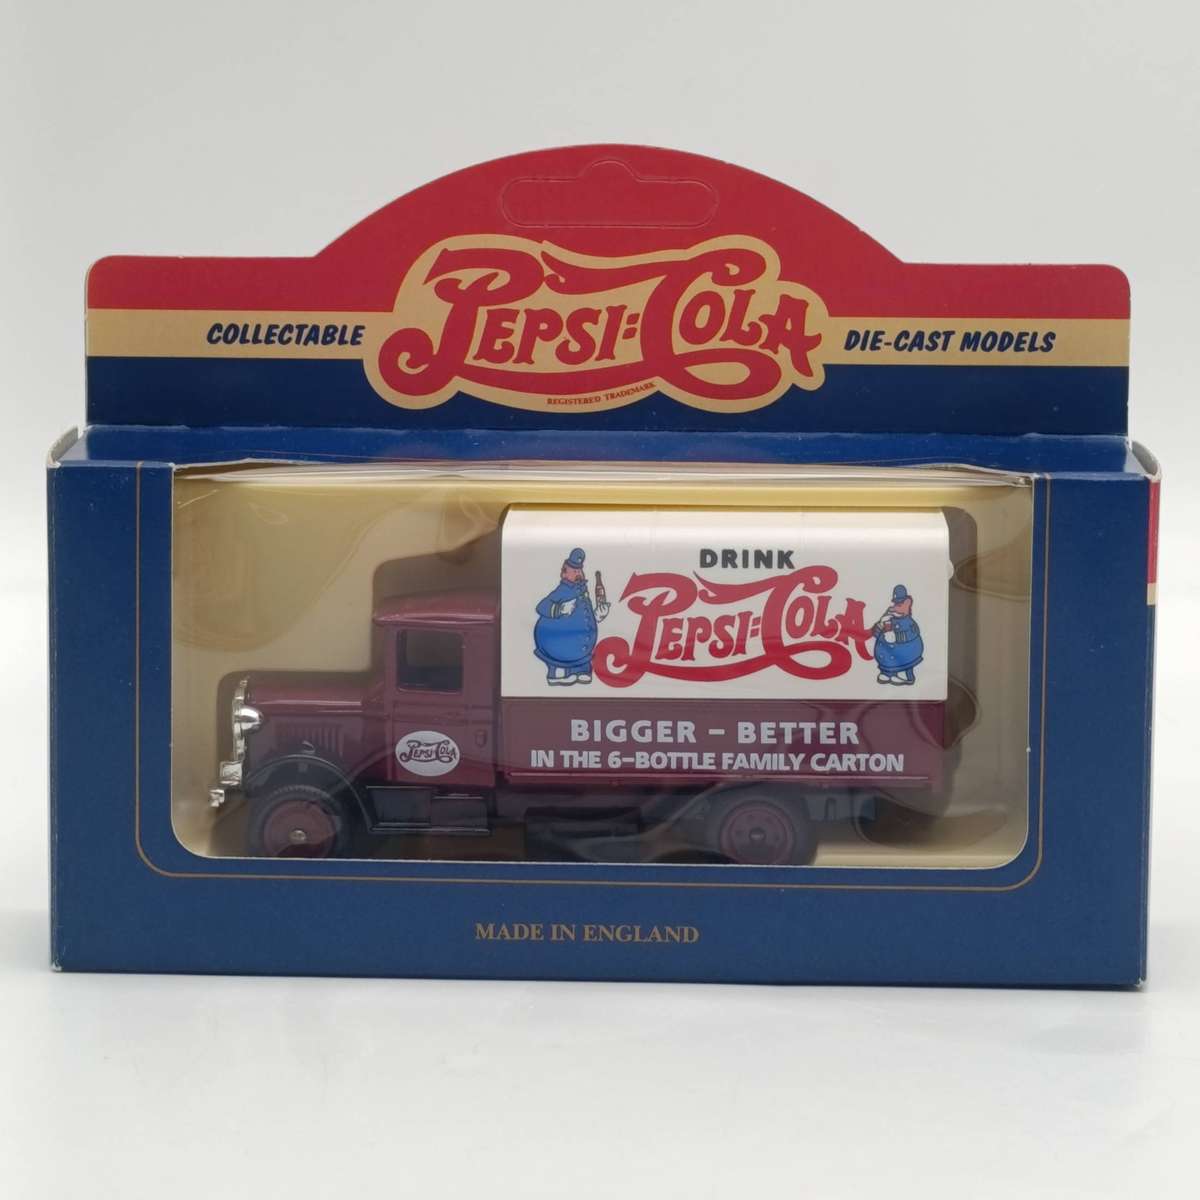 COLLECTABLE PEPSI=COLA DIE-CAST MODELS
REGISTERED TRADEMARK
DRINK
PEPSI=COLA
BIGGER – BETTER
IN THE 6–BOTTLE FAMILY CARTON
PEPSI=COLA
MADE IN ENGLAND